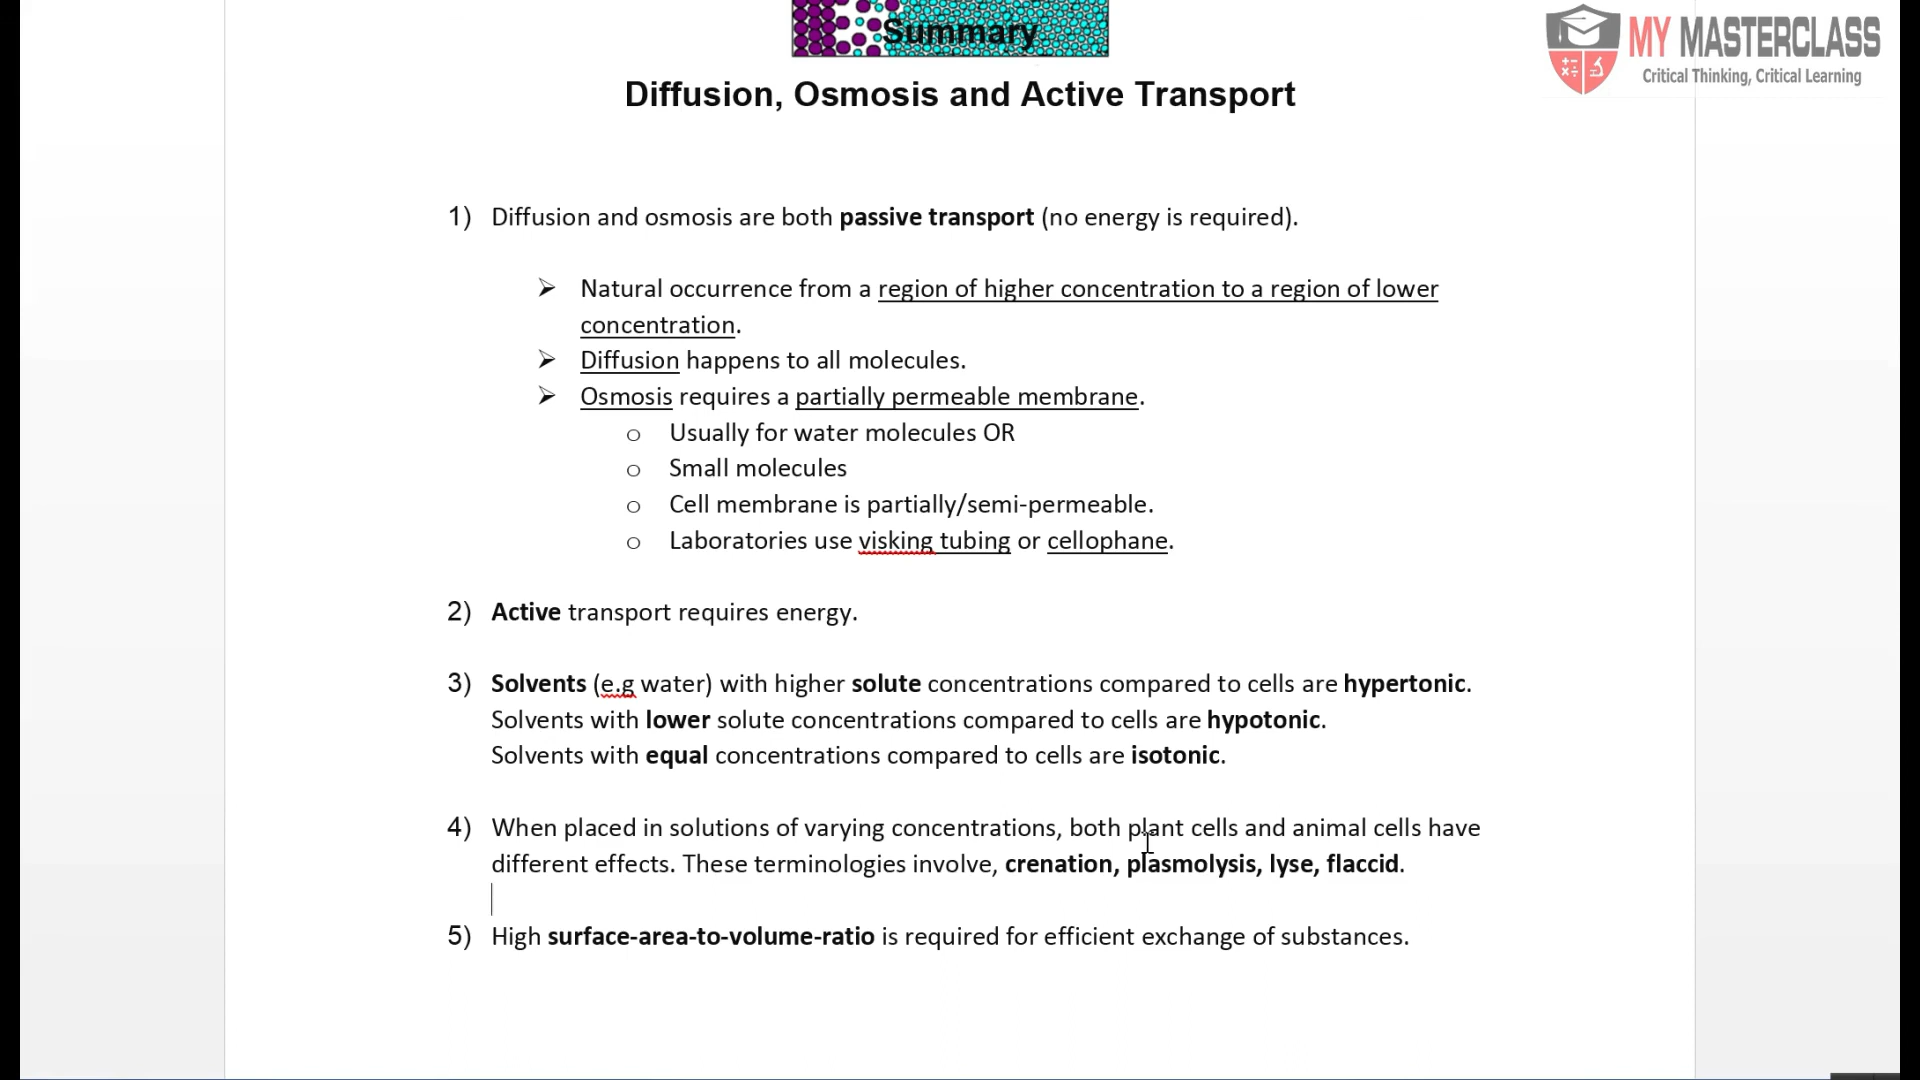 Summary
MY MASTERCLASS
Critical Thinking, Critical Learning
Diffusion, Osmosis and Active Transport
1) Diffusion and osmosis are both passive transport (no energy is required).
➢ Natural occurrence from a region of higher concentration to a region of lower
concentration.
➢ Diffusion happens to all molecules.
➢ Osmosis requires a partially permeable membrane.
o Usually for water molecules OR
o Small molecules
o Cell membrane is partially/semi-permeable.
o Laboratories use visking tubing or cellophane.
2) Active transport requires energy.
3) Solvents (e.g water) with higher solute concentrations compared to cells are hypertonic.
Solvents with lower solute concentrations compared to cells are hypotonic.
Solvents with equal concentrations compared to cells are isotonic.
4) When placed in solutions of varying concentrations, both plant cells and animal cells have
different effects. These terminologies involve, crenation, plasmolysis, lyse, flaccid.
5) High surface-area-to-volume-ratio is required for efficient exchange of substances.